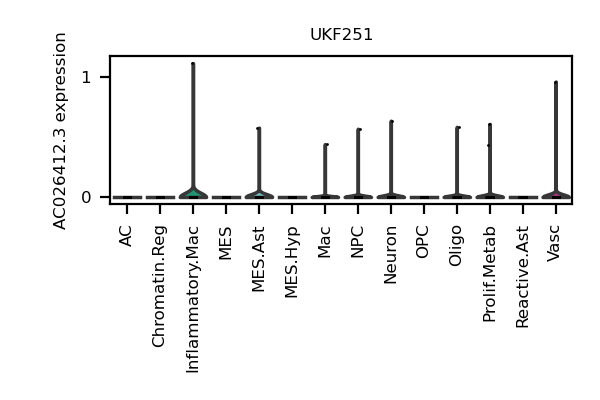 UKF251
AC026412.3 expression
1
0
AC
Chromatin.Reg
Inflammatory.Mac
MES
MES.Ast
MES.Hyp
Mac
NPC
Neuron
OPC
Oligo
Prolif.Metab
Reactive.Ast
Vasc